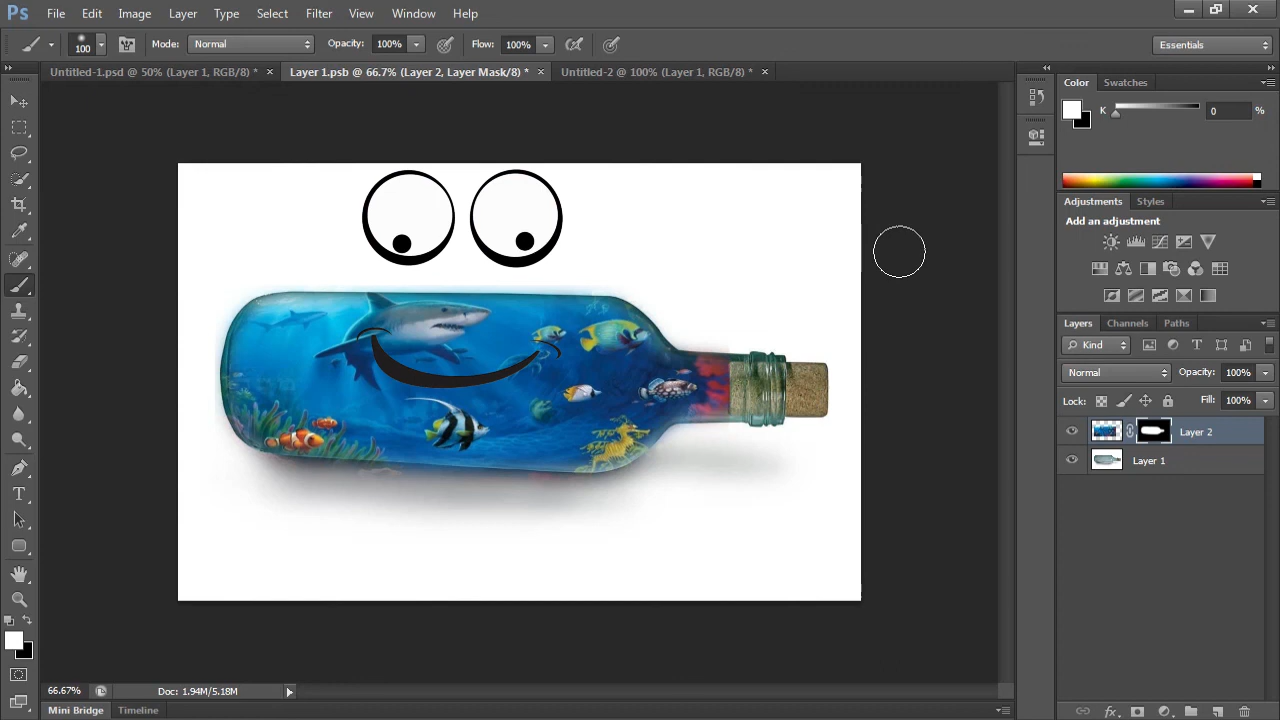 Ps File Edit Image Layer Type Select Filter View Window Help
100 Mode: Normal Opacity: 100% Flow: 100% Essentials
Untitled-1.psd @ 50% (Layer 1, RGB/8) * × Layer 1.psb @ 66.7% (Layer 2, Layer Mask/8) * × Untitled-2 @ 100% (Layer 1, RGB/8) * ×
Color Swatches
K 0 %
Adjustments Styles
Add an adjustment
Layers Channels Paths
Kind
Normal Opacity: 100%
Lock: Fill: 100%
Layer 2
Layer 1
66.67% Doc: 1.94M/5.18M
Mini Bridge Timeline
fx